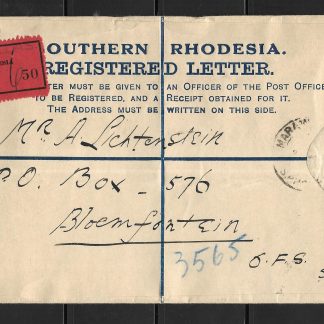 50
SOUTHERN RHODESIA.
REGISTERED LETTER.
TTER MUST BE GIVEN TO AN OFFICER OF THE POST OFFICE
TO BE REGISTERED, AND A RECEIPT OBTAINED FOR IT.
THE ADDRESS MUST BE WRITTEN ON THIS SIDE.
Mr A Lichtenstein
P.O. Box - 576
Bloemfontein
3565
O.F.S.